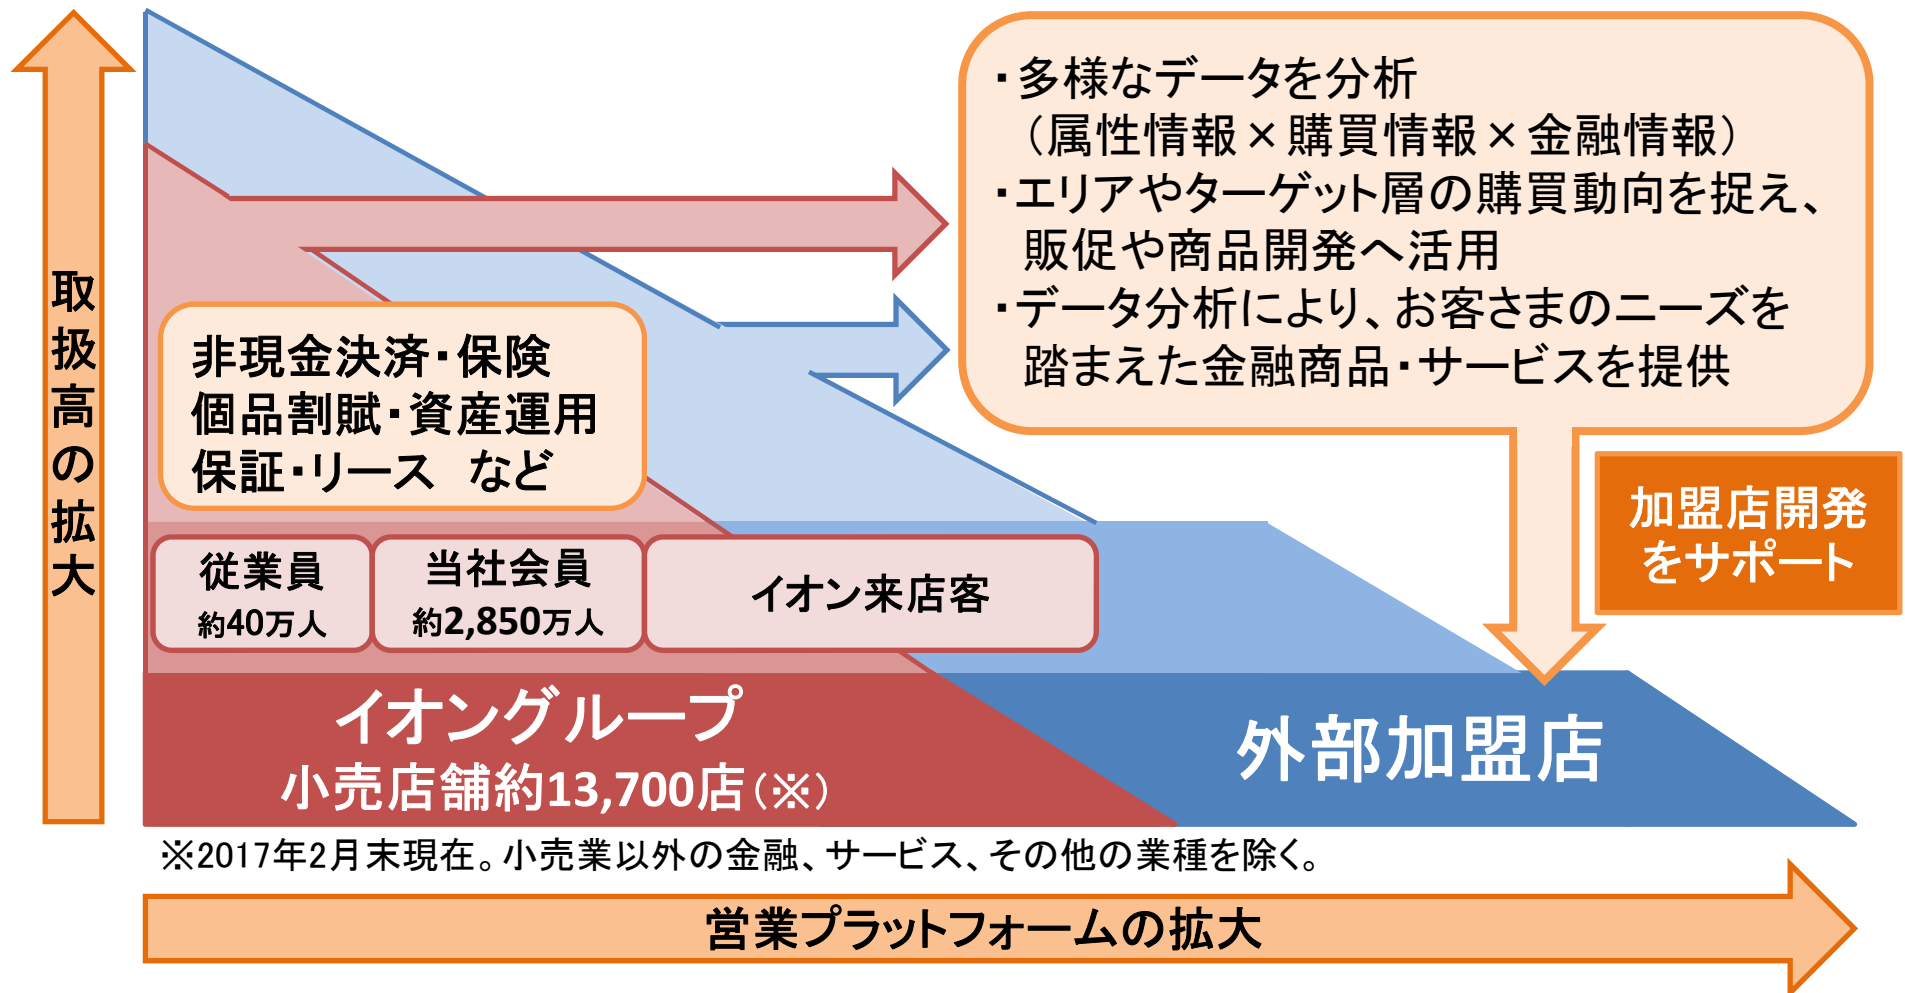 取扱高の拡大
・多様なデータを分析
（属性情報×購買情報×金融情報）
・エリアやターゲット層の購買動向を捉え、
販促や商品開発へ活用
・データ分析により、お客さまのニーズを
踏まえた金融商品・サービスを提供
非現金決済・保険
個品割賦・資産運用
保証・リース　など
加盟店開発
をサポート
従業員
約40万人
当社会員
約2,850万人
イオン来店客
イオングループ
小売店舗約13,700店（※）
外部加盟店
※2017年2月末現在。小売業以外の金融、サービス、その他の業種を除く。
営業プラットフォームの拡大